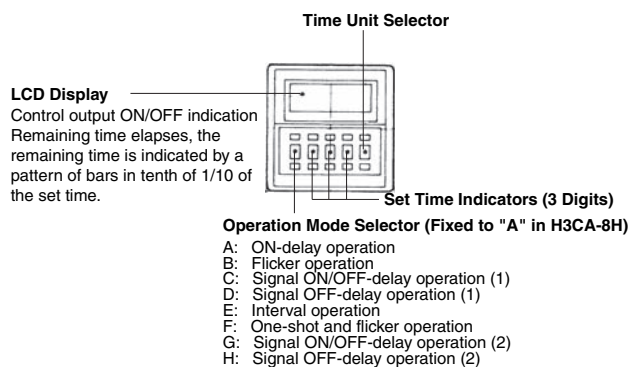 Time Unit Selector
LCD Display
Control output ON/OFF indication
Remaining time elapses, the
remaining time is indicated by a
pattern of bars in tenth of 1/10 of
the set time.
Set Time Indicators (3 Digits)
Operation Mode Selector (Fixed to "A" in H3CA-8H)
A: ON-delay operation
B: Flicker operation
C: Signal ON/OFF-delay operation (1)
D: Signal OFF-delay operation (1)
E: Interval operation
F: One-shot and flicker operation
G: Signal ON/OFF-delay operation (2)
H: Signal OFF-delay operation (2)